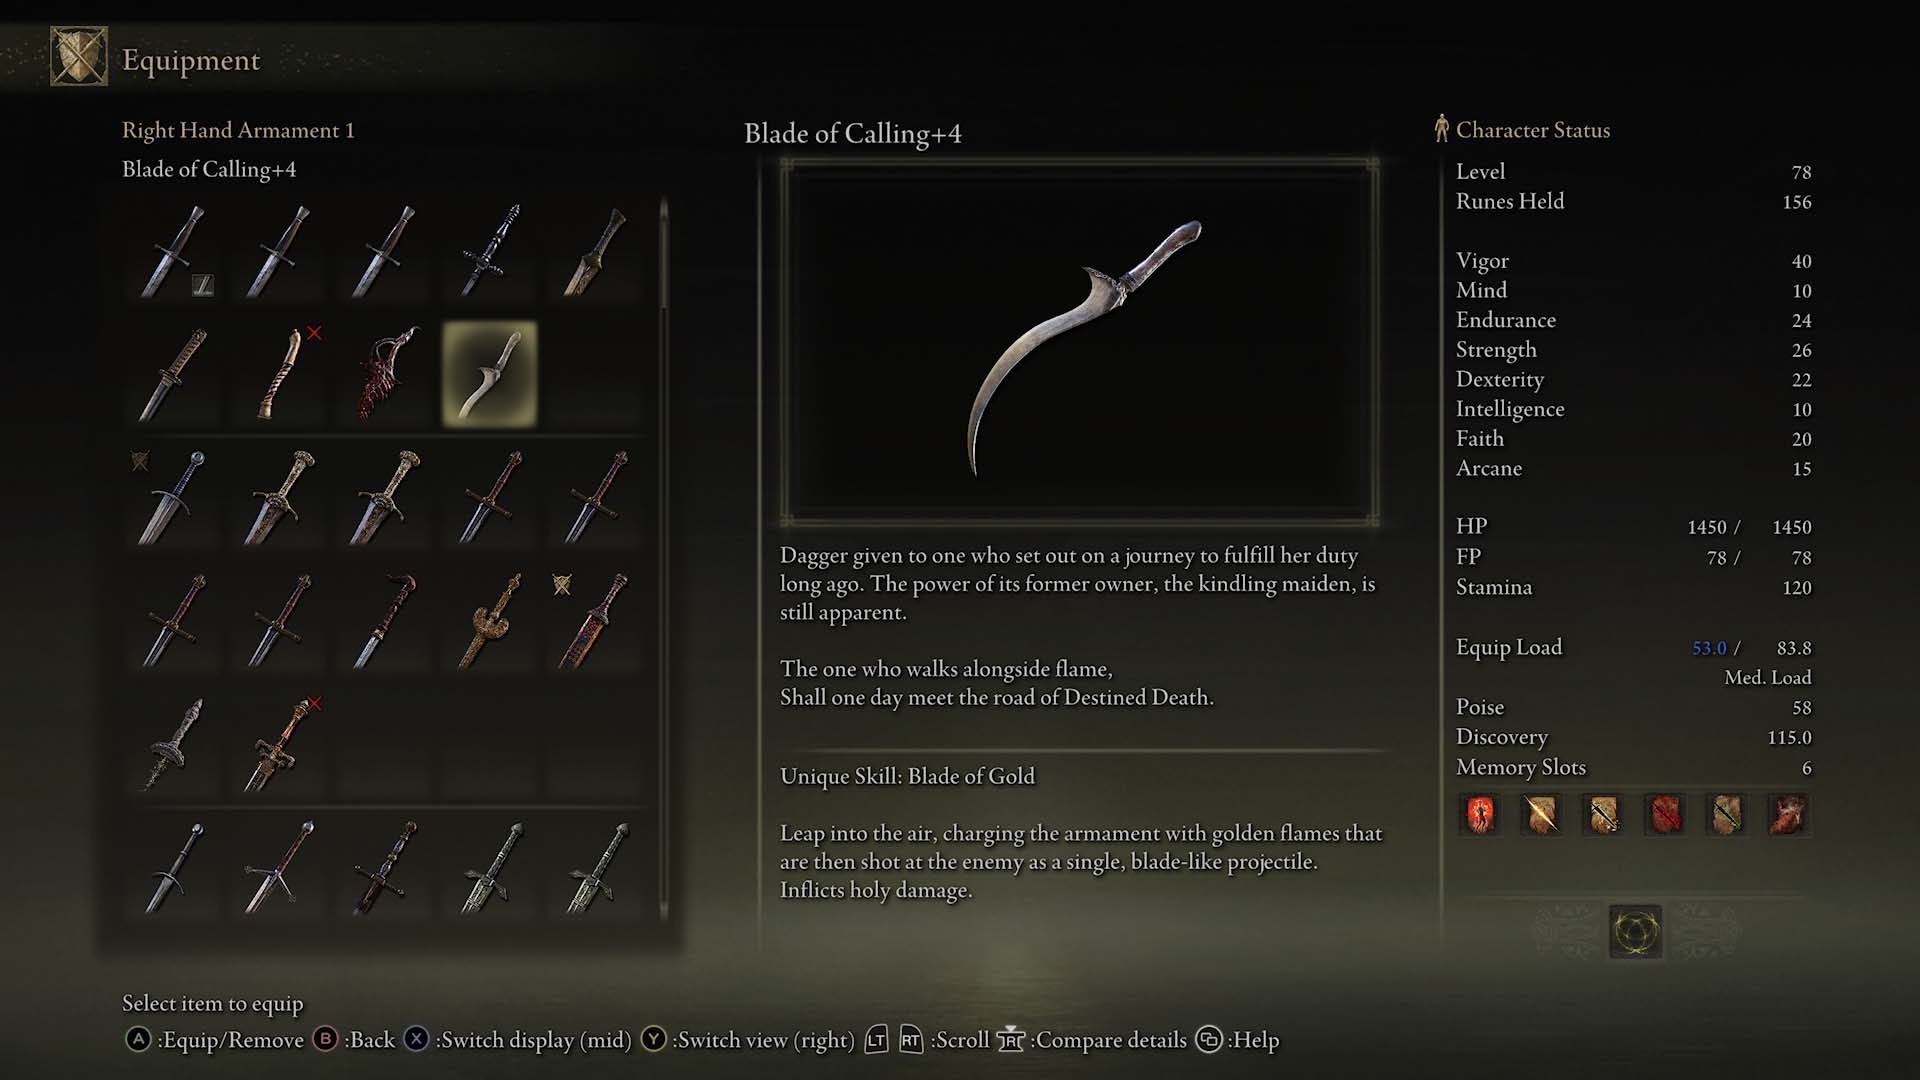 Equipment
Right Hand Armament 1
Blade of Calling+4
Blade of Calling+4
Dagger given to one who set out on a journey to fulfill her duty
long ago. The power of its former owner, the kindling maiden, is
still apparent.
The one who walks alongside flame,
Shall one day meet the road of Destined Death.
Unique Skill: Blade of Gold
Leap into the air, charging the armament with golden flames that
are then shot at the enemy as a single, blade-like projectile.
Inflicts holy damage.
Character Status
Level 78
Runes Held 156
Vigor 40
Mind 10
Endurance 24
Strength 26
Dexterity 22
Intelligence 10
Faith 20
Arcane 15
HP 1450 / 1450
FP 78 / 78
Stamina 120
Equip Load 53.0 / 83.8
Med. Load
Poise 58
Discovery 115.0
Memory Slots 6
Select item to equip
A :Equip/Remove B :Back X :Switch display (mid) Y :Switch view (right) LT RT :Scroll R :Compare details :Help